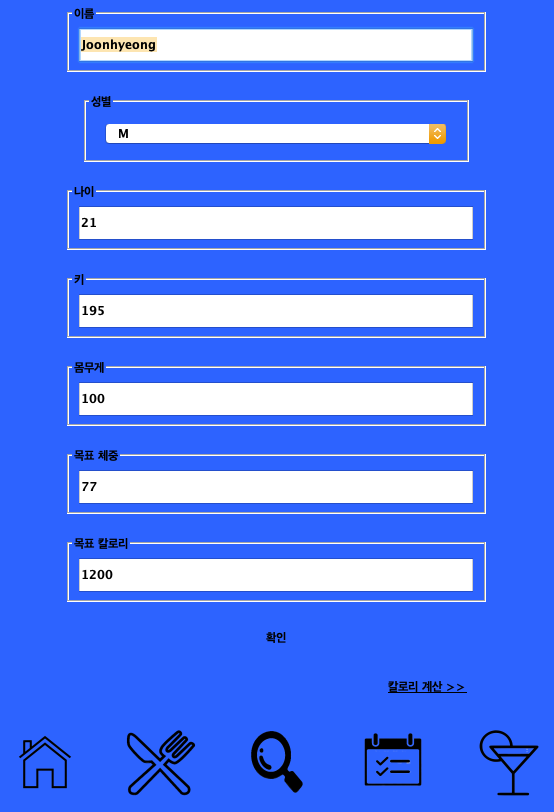 이름
Joonhyeong
성별
M
나이
21
키
195
몸무게
100
목표 체중
77
목표 칼로리
1200
확인
칼로리 계산 >>